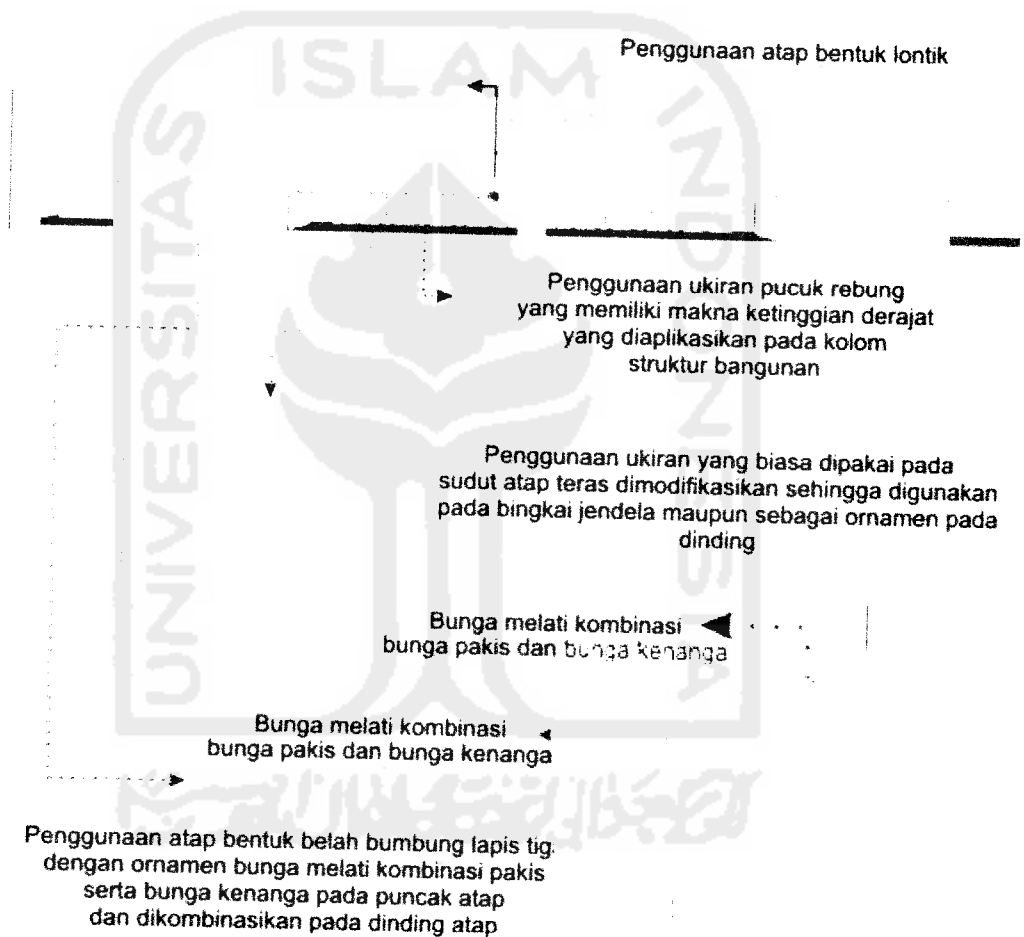 Penggunaan atap bentuk lontik
ISLAM
UNIVERSITAS
INDONESIA
Penggunaan ukiran pucuk rebung
yang memiliki makna ketinggian derajat
yang diaplikasikan pada kolom
struktur bangunan
Penggunaan ukiran yang biasa dipakai pada
sudut atap teras dimodifikasikan sehingga digunakan
pada bingkai jendela maupun sebagai ornamen pada
dinding
Bunga melati kombinasi
bunga pakis dan bunga kenanga
Bunga melati kombinasi
bunga pakis dan bunga kenanga
Penggunaan atap bentuk belah bumbung lapis tig
dengan ornamen bunga melati kombinasi pakis
serta bunga kenanga pada puncak atap
dan dikombinasikan pada dinding atap